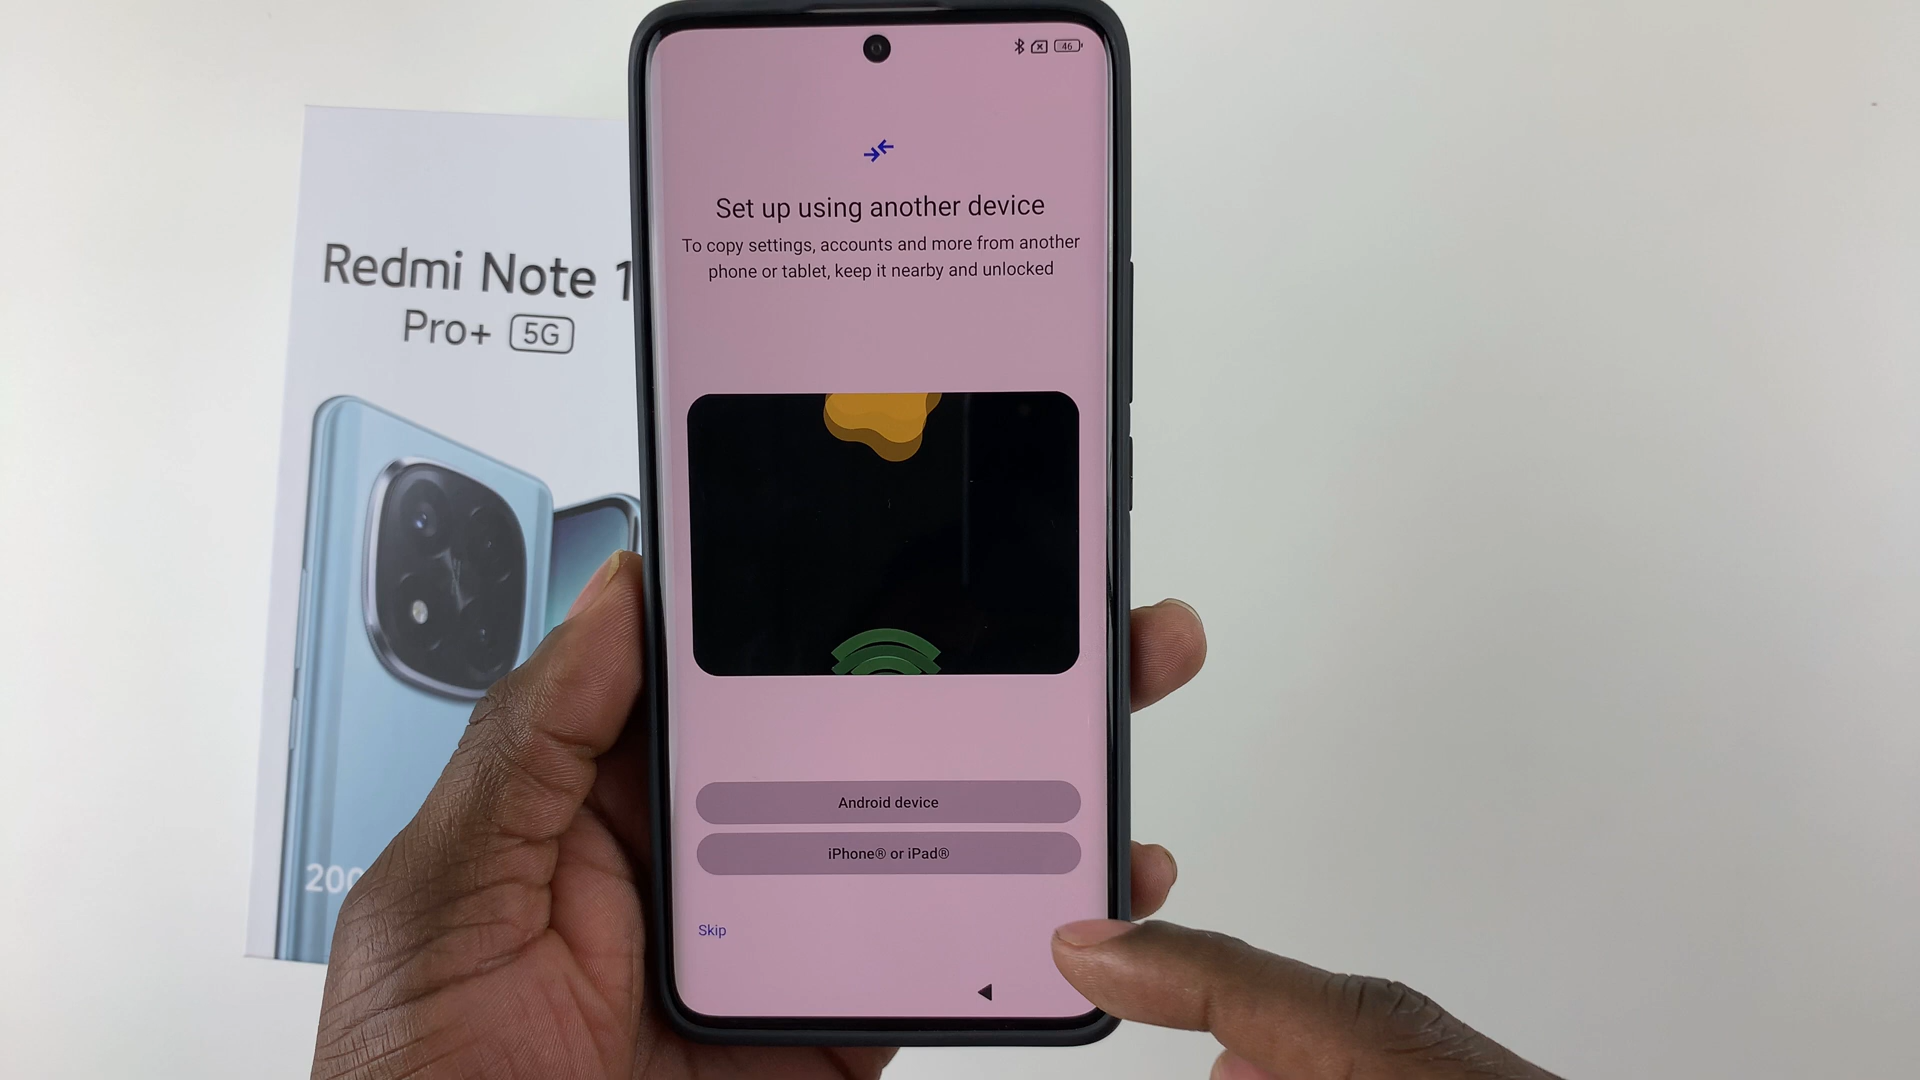 Redmi Note 1
Pro+ 5G
200
46
Set up using another device
To copy settings, accounts and more from another
phone or tablet, keep it nearby and unlocked
Android device
iPhone® or iPad®
Skip